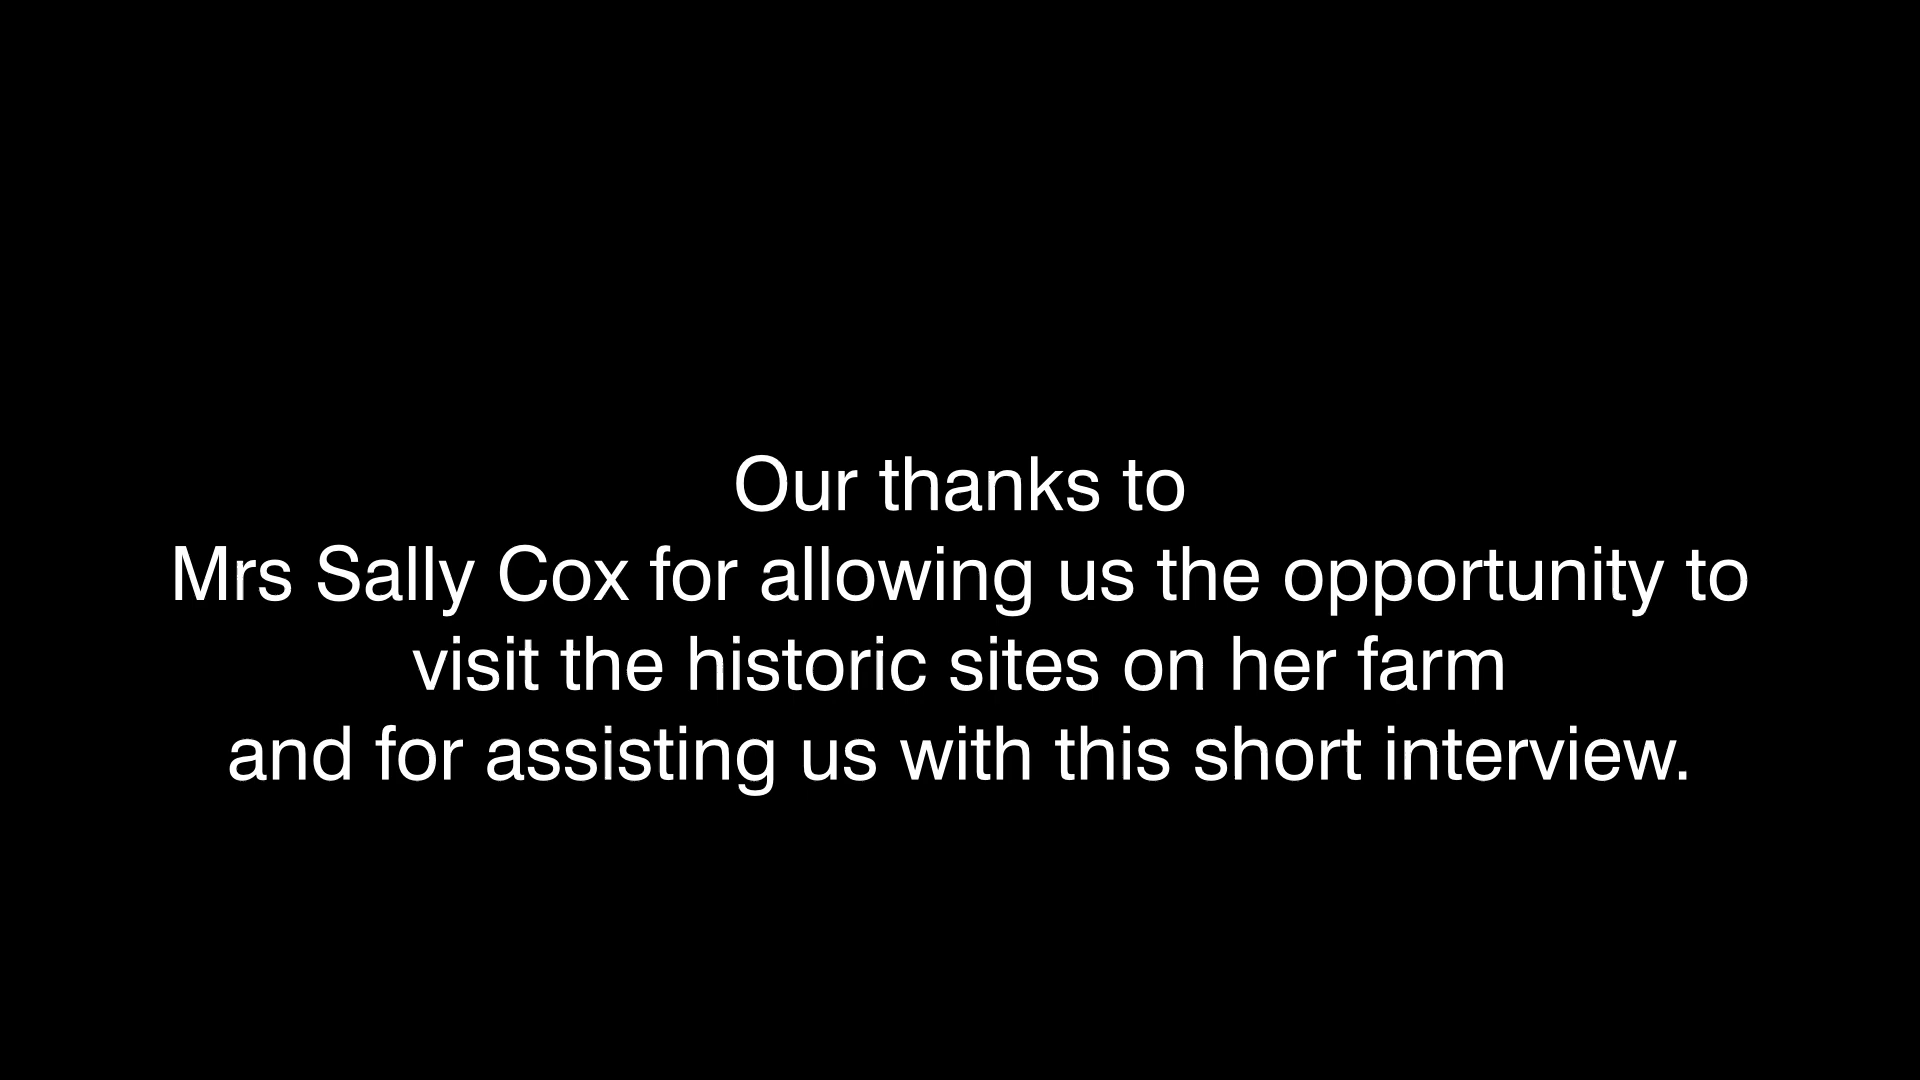 Our thanks to
Mrs Sally Cox for allowing us the opportunity to
visit the historic sites on her farm
and for assisting us with this short interview.